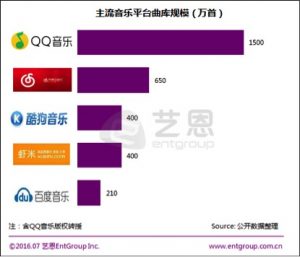 主流音乐平台曲库规模（万首）
QQ音乐
1500
650
酷狗音乐
400
虾米
400
百度音乐
210
艺恩
entgroup
注：含QQ音乐版权转授
Source: 公开数据整理
©2016.07 艺恩EntGroup Inc.
www.entgroup.com.cn